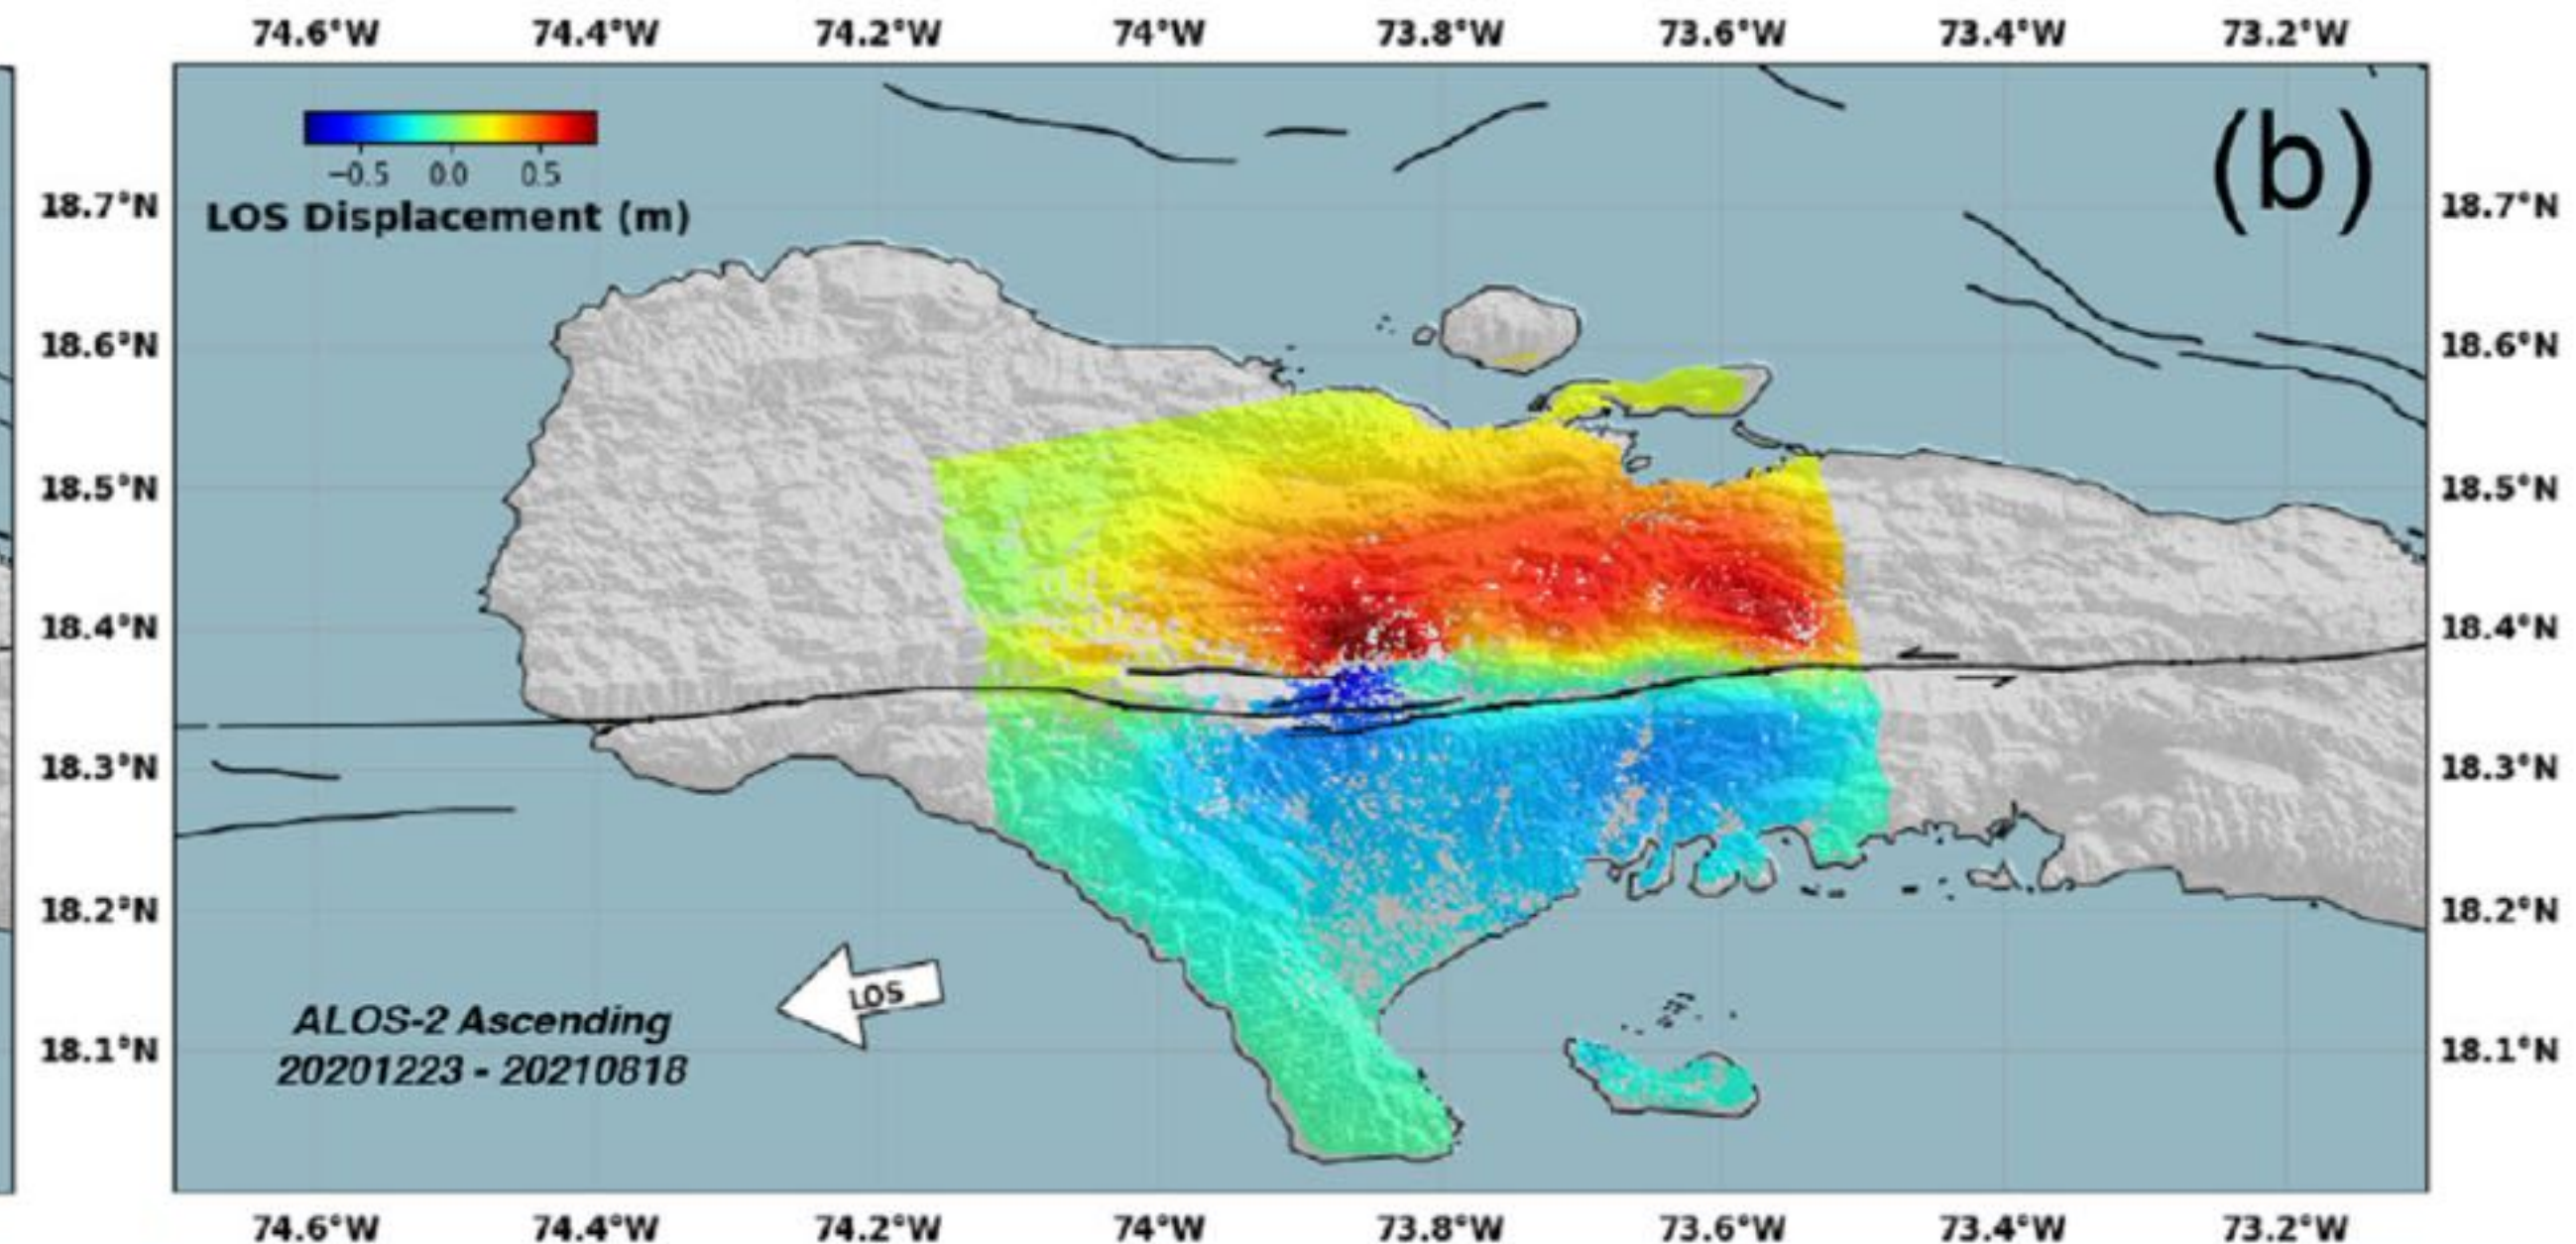 74.6°W 74.4°W 74.2°W 74°W 73.8°W 73.6°W 73.4°W 73.2°W
(b)
−0.5 0.0 0.5
LOS Displacement (m)
18.7°N 18.7°N
18.6°N 18.6°N
18.5°N 18.5°N
18.4°N 18.4°N
18.3°N 18.3°N
18.2°N 18.2°N
LOS
ALOS-2 Ascending
20201223 - 20210818
18.1°N 18.1°N
74.6°W 74.4°W 74.2°W 74°W 73.8°W 73.6°W 73.4°W 73.2°W